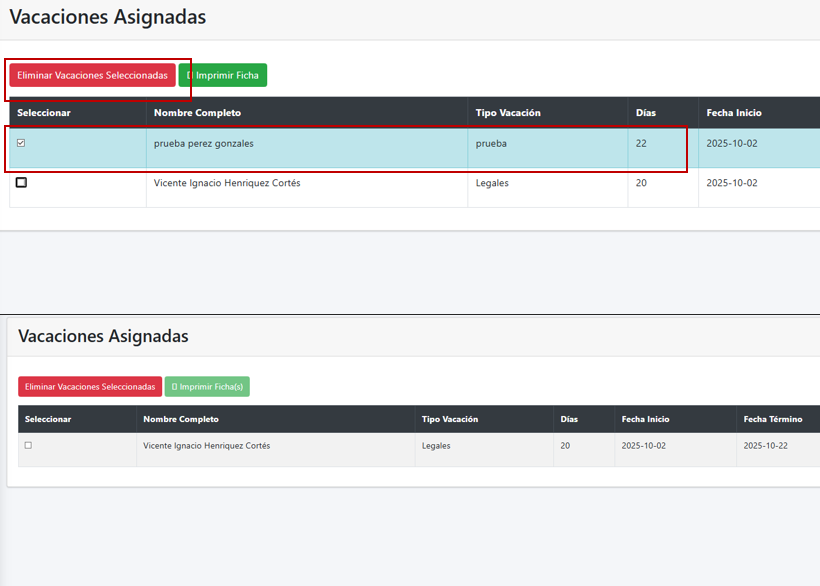 Vacaciones Asignadas
Eliminar Vacaciones Seleccionadas Imprimir Ficha
Seleccionar Nombre Completo Tipo Vacación Días Fecha Inicio
prueba perez gonzales prueba 22 2025-10-02
Vicente Ignacio Henriquez Cortés Legales 20 2025-10-02
Vacaciones Asignadas
Eliminar Vacaciones Seleccionadas Imprimir Ficha(s)
Seleccionar Nombre Completo Tipo Vacación Días Fecha Inicio Fecha Término
Vicente Ignacio Henriquez Cortés Legales 20 2025-10-02 2025-10-22